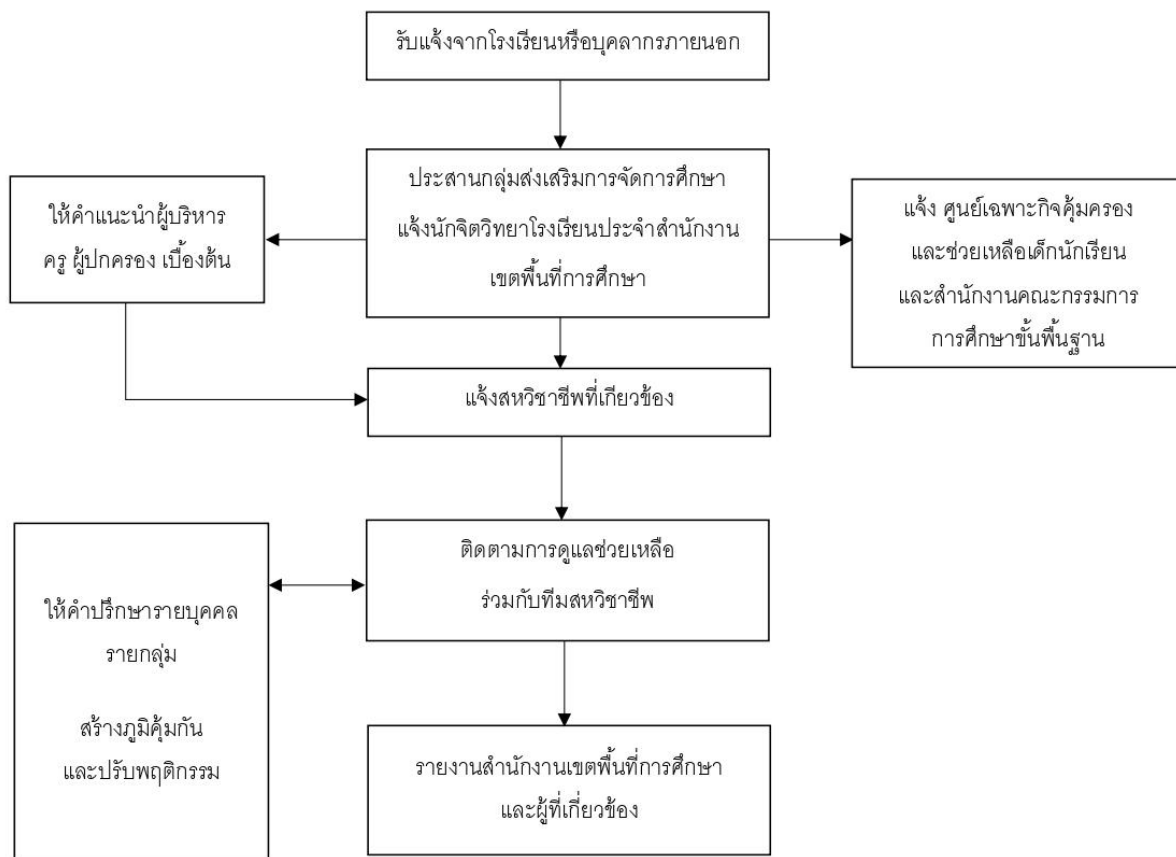 รับแจ้งจากโรงเรียนหรือบุคลากรภายนอก
ประสานกลุ่มส่งเสริมการจัดการศึกษา
แจ้งนักจิตวิทยาโรงเรียนประจำสำนักงาน
เขตพื้นที่การศึกษา
ให้คำแนะนำผู้บริหาร
ครู ผู้ปกครอง เบื้องต้น
แจ้ง ศูนย์เฉพาะกิจคุ้มครอง
และช่วยเหลือเด็กนักเรียน
และสำนักงานคณะกรรมการ
การศึกษาขั้นพื้นฐาน
แจ้งสหวิชาชีพที่เกียวข้อง
ติดตามการดูแลช่วยเหลือ
ร่วมกับทีมสหวิชาชีพ
ให้คำปรึกษารายบุคคล
รายกลุ่ม
สร้างภูมิคุ้มกัน
และปรับพฤติกรรม
รายงานสำนักงานเขตพื้นที่การศึกษา
และผู้ที่เกี่ยวข้อง